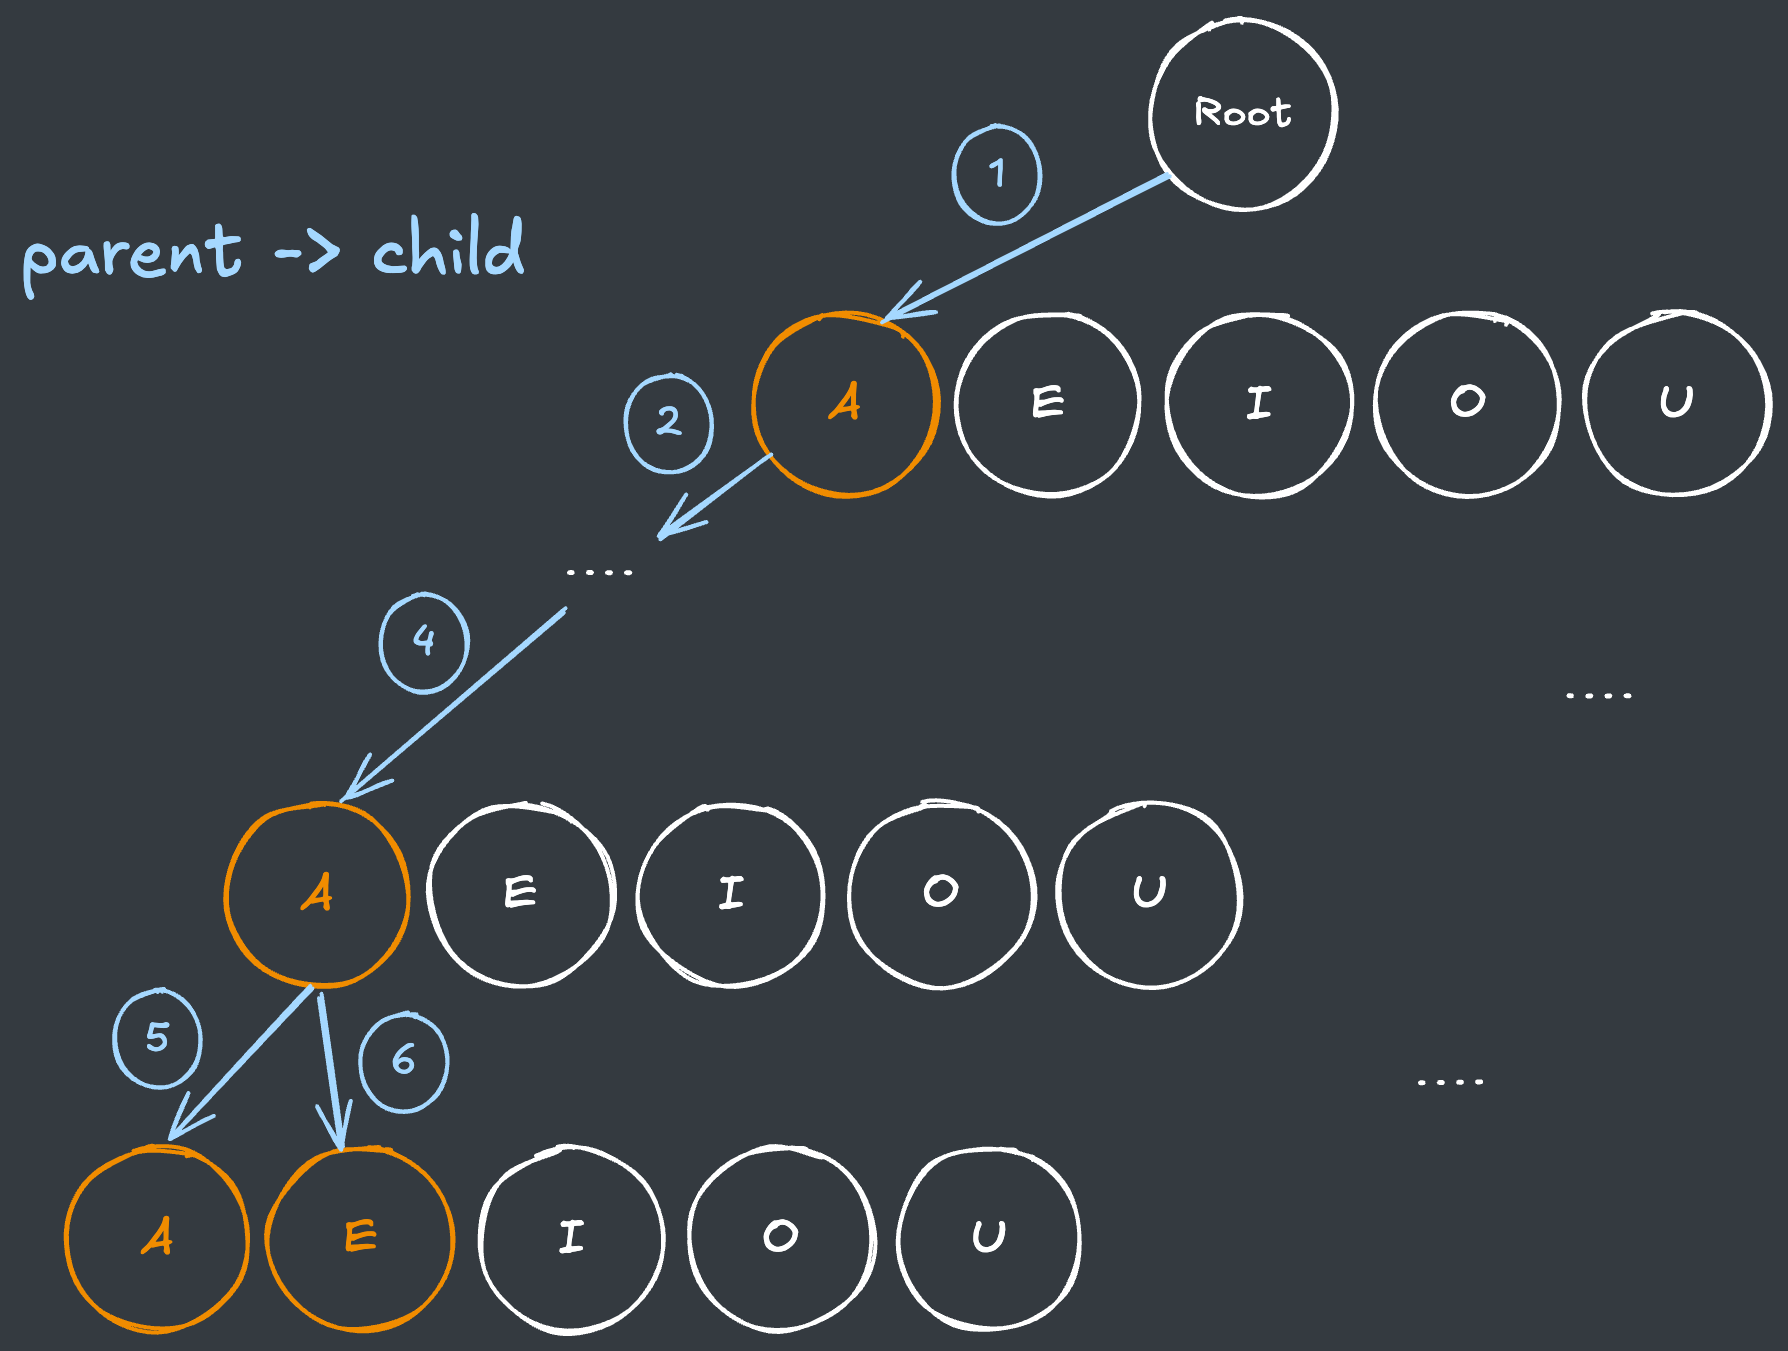 Root
1
parent -> child
A E I O U
2
....
4
....
A E I O U
5
6
....
A E I O U